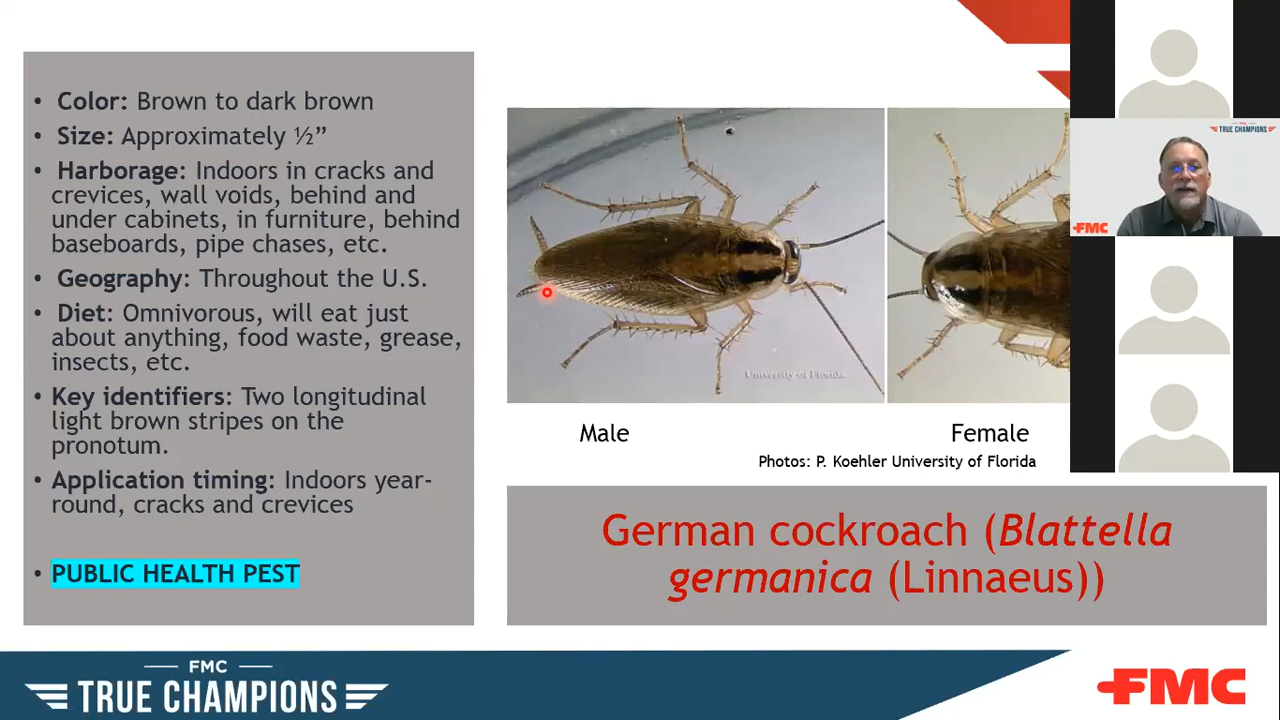 • Color: Brown to dark brown
• Size: Approximately ½”
• Harborage: Indoors in cracks and
crevices, wall voids, behind and
under cabinets, in furniture, behind
baseboards, pipe chases, etc.
• Geography: Throughout the U.S.
• Diet: Omnivorous, will eat just
about anything, food waste, grease,
insects, etc.
• Key identifiers: Two longitudinal
light brown stripes on the
pronotum.
• Application timing: Indoors year-
round, cracks and crevices
• PUBLIC HEALTH PEST
University of Florida
Male
Female
Photos: P. Koehler University of Florida
German cockroach (Blattella
germanica (Linnaeus))
TRUE CHAMPIONS
FMC
FMC
TRUE CHAMPIONS
FMC